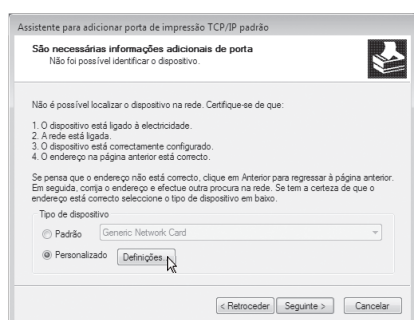 Assistente para adicionar porta de impressão TCP/IP padrão
São necessárias informações adicionais de porta
Não foi possível identificar o dispositivo.
Não é possível localizar o dispositivo na rede. Certifique-se de que:
1. O dispositivo está ligado à electricidade.
2. A rede está ligada.
3. O dispositivo está correctamente configurado.
4. O endereço na página anterior está correcto.
Se pensa que o endereço não está correcto, clique em Anterior para regressar à página anterior.
Em seguida, corrija o endereço e efectue outra procura na rede. Se tem a certeza de que o
endereço está correcto seleccione o tipo de dispositivo em baixo.
Tipo de dispositivo
Padrão Generic Network Card
Personalizado Definições...
< Retroceder Seguinte > Cancelar